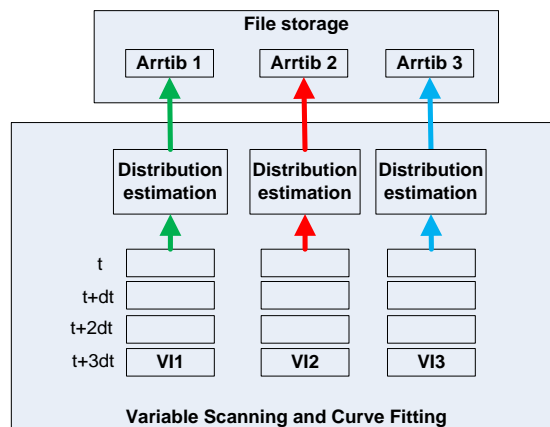 File storage
Arrtib 1
Arrtib 2
Arrtib 3
Distribution
estimation
Distribution
estimation
Distribution
estimation
t
t+dt
t+2dt
t+3dt
VI1
VI2
VI3
Variable Scanning and Curve Fitting